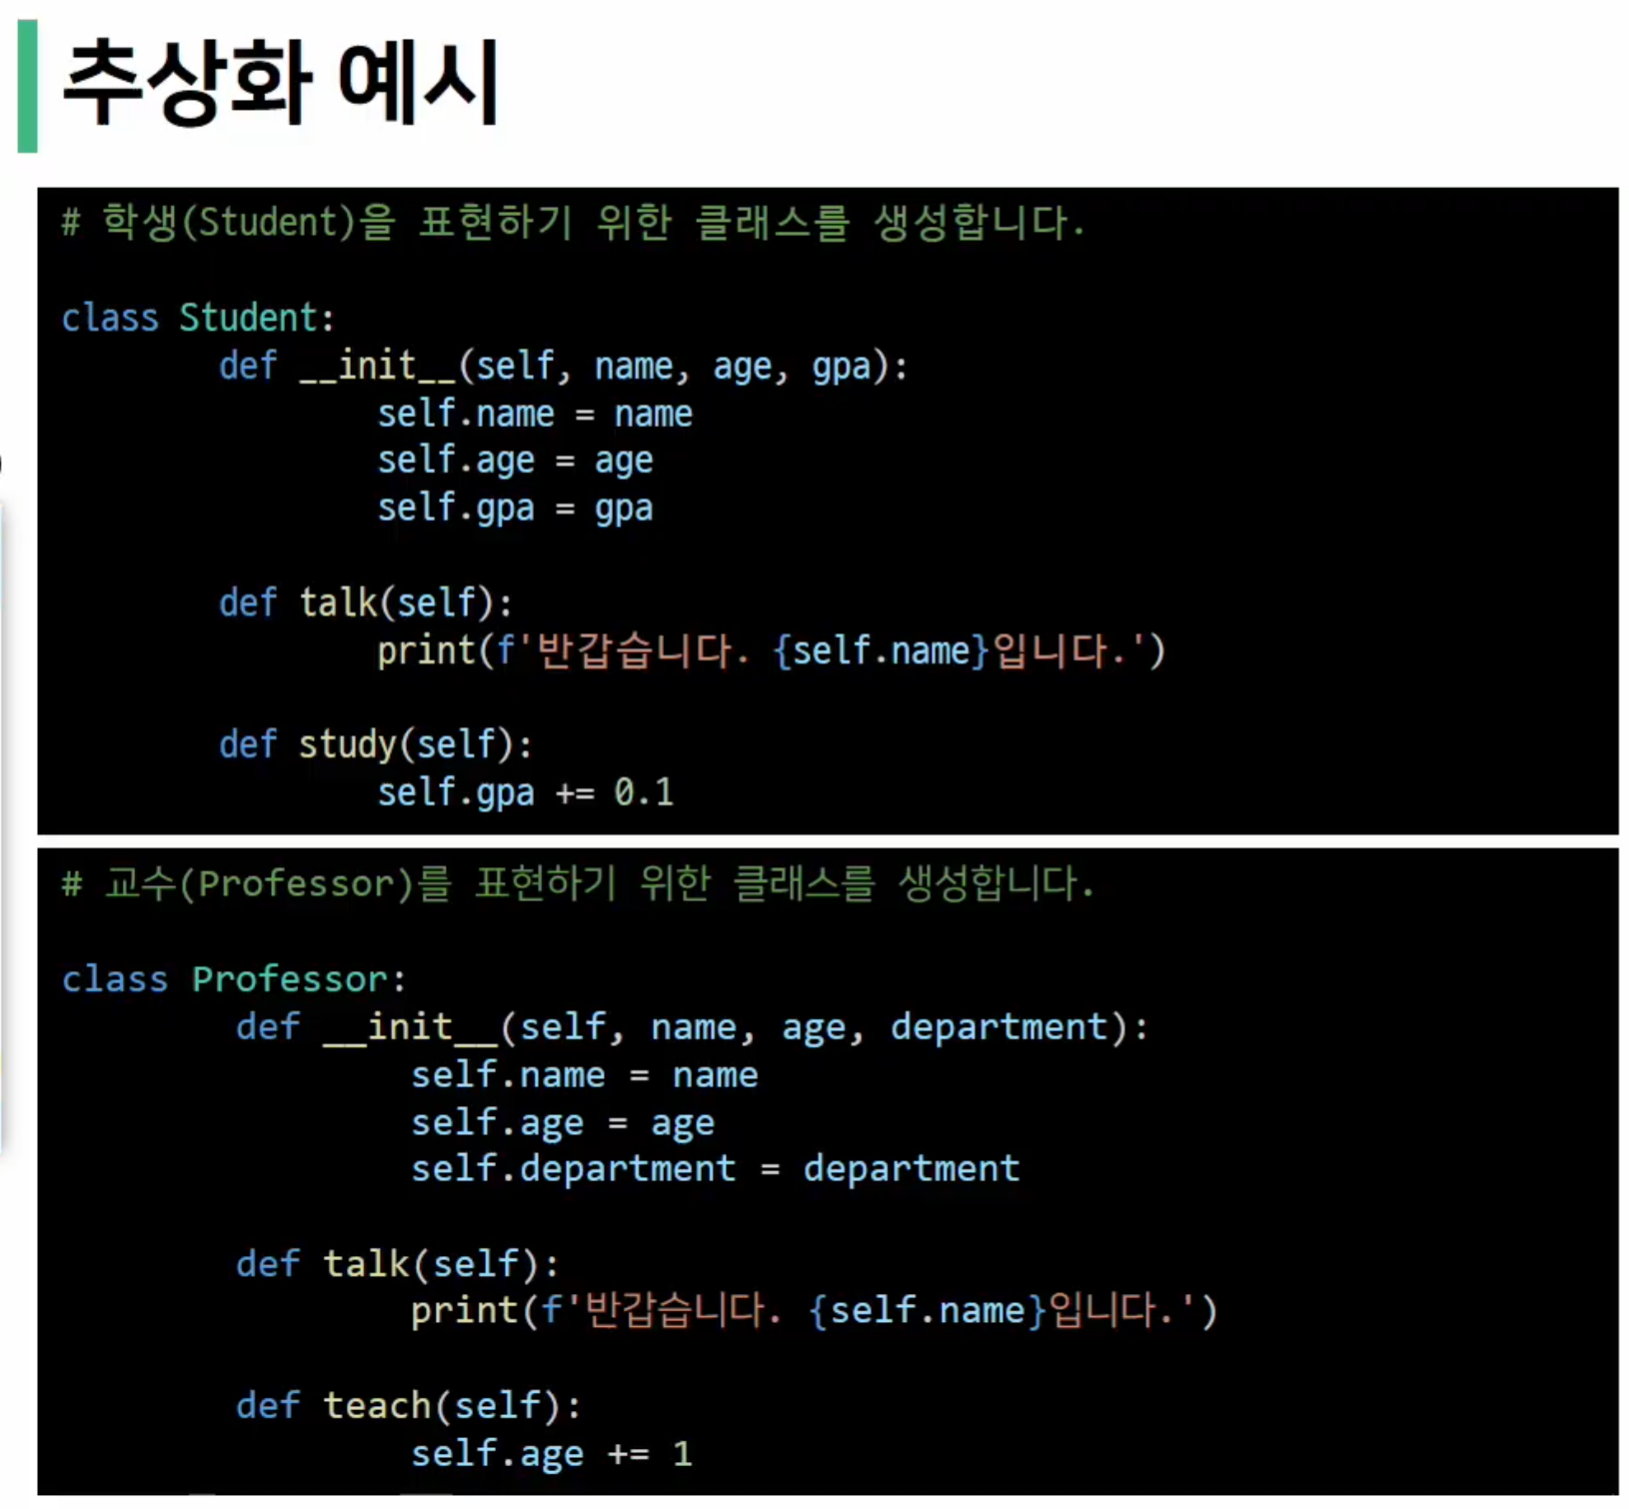 추상화 예시
# 학생(Student)을 표현하기 위한 클래스를 생성합니다.
class Student:
def __init__(self, name, age, gpa):
self.name = name
self.age = age
self.gpa = gpa
def talk(self):
print(f'반갑습니다. {self.name}입니다.')
def study(self):
self.gpa += 0.1
# 교수(Professor)를 표현하기 위한 클래스를 생성합니다.
class Professor:
def __init__(self, name, age, department):
self.name = name
self.age = age
self.department = department
def talk(self):
print(f'반갑습니다. {self.name}입니다.')
def teach(self):
self.age += 1